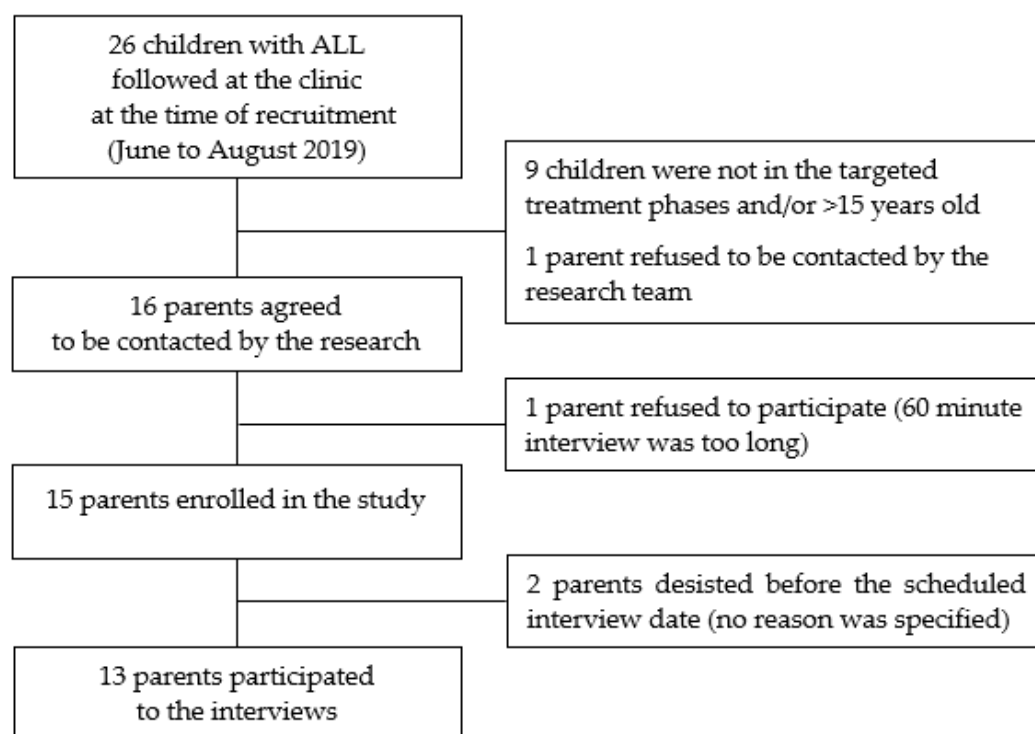 26 children with ALL
followed at the clinic
at the time of recruitment
(June to August 2019)
9 children were not in the targeted
treatment phases and/or >15 years old
1 parent refused to be contacted by the
research team
16 parents agreed
to be contacted by the research
1 parent refused to participate (60 minute
interview was too long)
15 parents enrolled in the study
2 parents desisted before the scheduled
interview date (no reason was specified)
13 parents participated
to the interviews